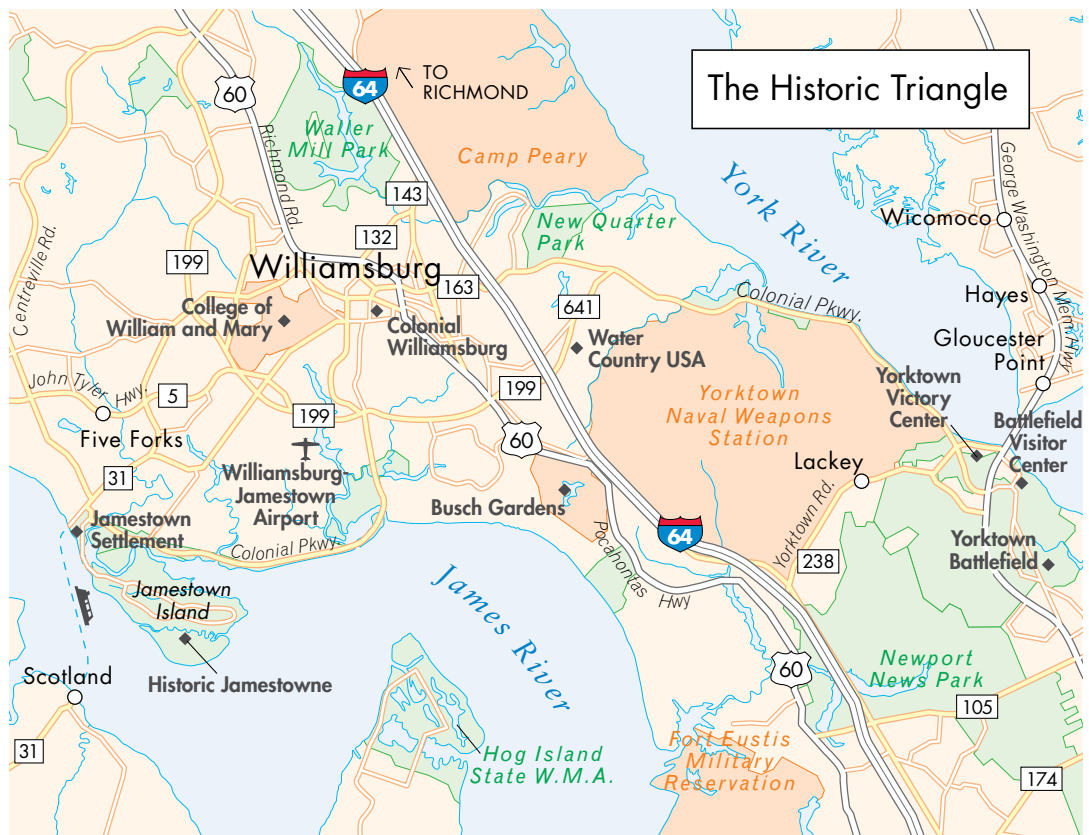 The Historic Triangle
TO
RICHMOND
64
60
Richmond Rd.
Waller
Mill Park
Camp Peary
York River
George Washington Mem. Hwy
Wicomoco
143
New Quarter
Park
132
199
Williamsburg
163
Centreville Rd.
Hayes
Colonial Pkwy.
641
College of
William and Mary
Colonial
Williamsburg
Water
Country USA
Gloucester
Point
John Tyler Hwy.
5
199
199
Yorktown
Naval Weapons
Station
Yorktown
Victory
Center
Battlefield
Visitor
Center
Five Forks
60
Lackey
31
Williamsburg-
Jamestown
Airport
Busch Gardens
Yorktown Rd.
Jamestown
Settlement
Colonial Pkwy.
64
Pocahontas Hwy
238
Yorktown
Battlefield
Jamestown
Island
James River
Scotland
Historic Jamestowne
60
Newport
News Park
105
31
Hog Island
State W.M.A.
Fort Eustis
Military
Reservation
174